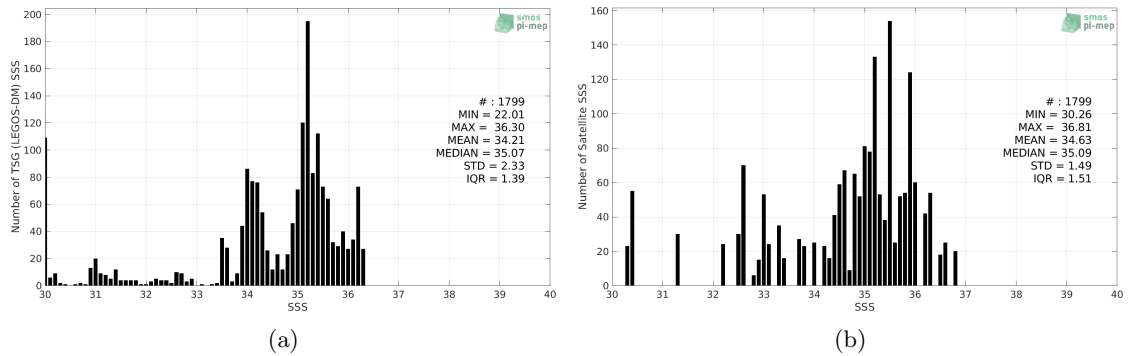 200
180
160
140
120
100
80
60
40
20
0
Number of TSG (LEGOS-DM) SSS
smos
pi-mep
# : 1799
MIN = 22.01
MAX = 36.30
MEAN = 34.21
MEDIAN = 35.07
STD = 2.33
IQR = 1.39
30 31 32 33 34 35 36 37 38 39 40
SSS
(a)
160
140
120
100
80
60
40
20
0
Number of Satellite SSS
smos
pi-mep
# : 1799
MIN = 30.26
MAX = 36.81
MEAN = 34.63
MEDIAN = 35.09
STD = 1.49
IQR = 1.51
30 31 32 33 34 35 36 37 38 39 40
SSS
(b)